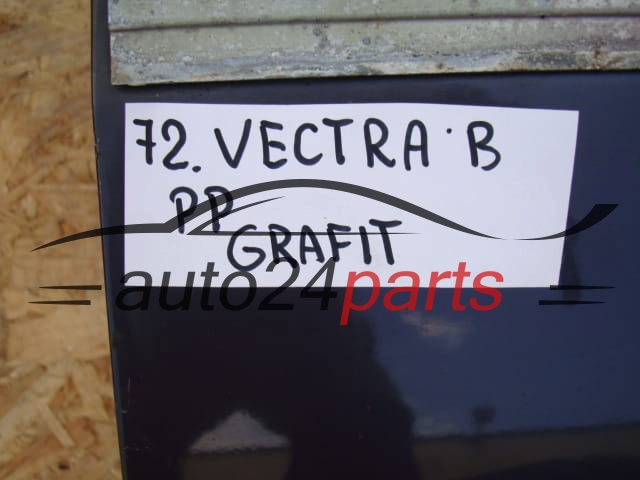 72. VECTRA B
PP
GRAFIT
auto24parts